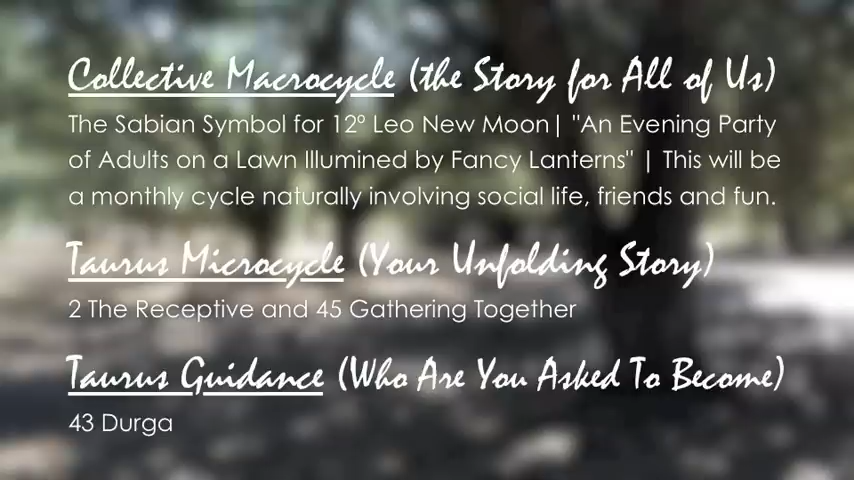 Collective Macrocycle (the Story for All of Us)
The Sabian Symbol for 12º Leo New Moon| "An Evening Party
of Adults on a Lawn Illumined by Fancy Lanterns" | This will be
a monthly cycle naturally involving social life, friends and fun.
Taurus Microcycle (Your Unfolding Story)
2 The Receptive and 45 Gathering Together
Taurus Guidance (Who Are You Asked To Become)
43 Durga